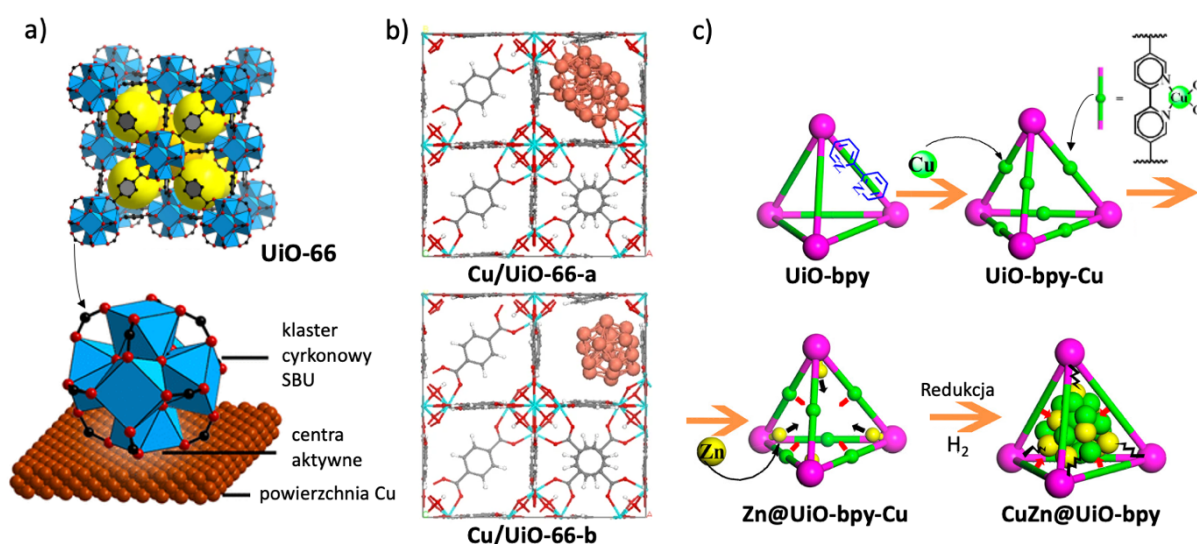 a)
UiO-66
klaster
cyrkonowy
SBU
centra
aktywne
powierzchnia Cu
b)
Cu/UiO-66-a
Cu/UiO-66-b
c)
N
N
Cu
UiO-bpy
UiO-bpy-Cu
=
N
N
Cu
Zn
Zn@UiO-bpy-Cu
Redukcja
H₂
CuZn@UiO-bpy